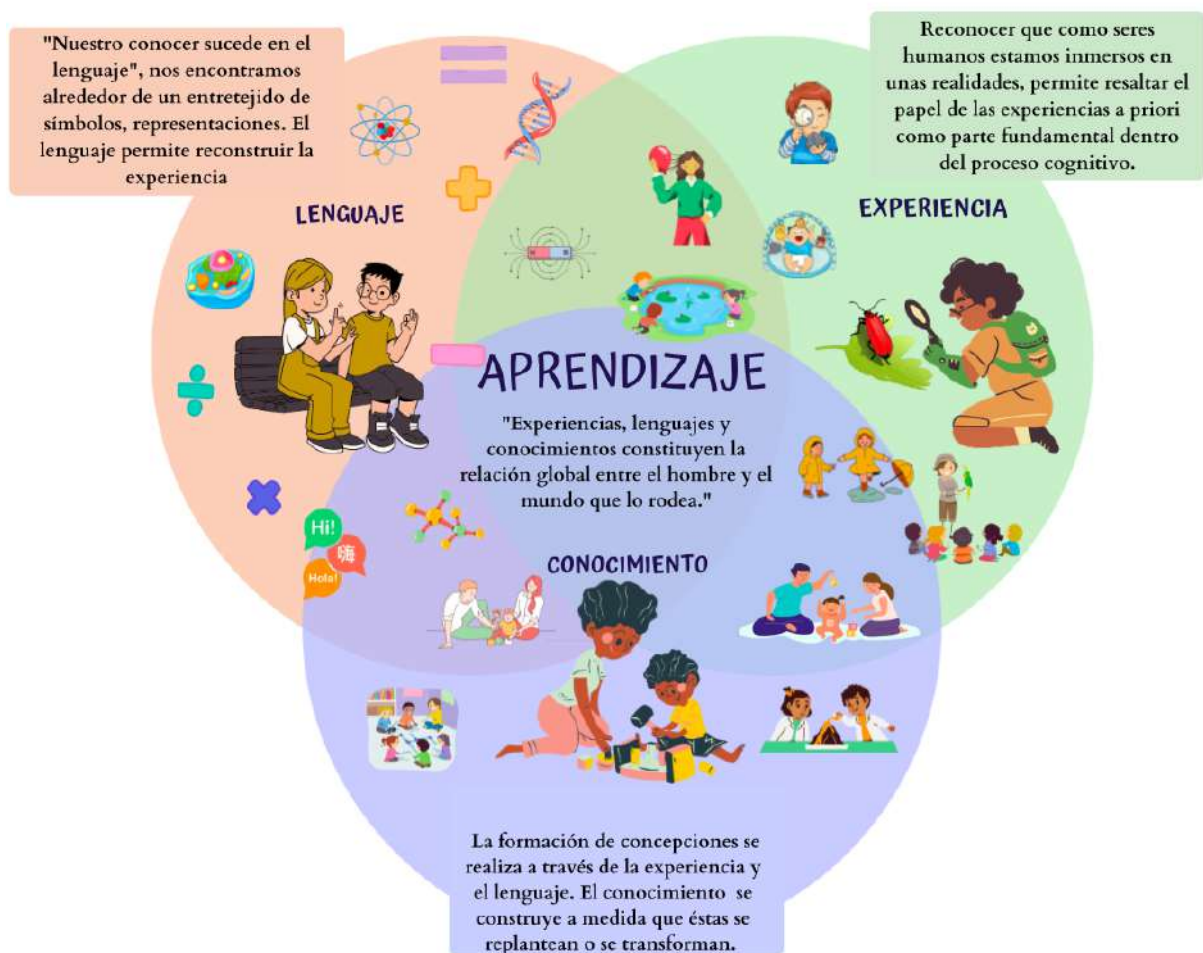 "Nuestro conocer sucede en el
lenguaje", nos encontramos
alrededor de un entretejido de
símbolos, representaciones. El
lenguaje permite reconstruir la
experiencia
Reconocer que como seres
humanos estamos inmersos en
unas realidades, permite resaltar el
papel de las experiencias a priori
como parte fundamental dentro
del proceso cognitivo.
LENGUAJE
EXPERIENCIA
APRENDIZAJE
"Experiencias, lenguajes y
conocimientos constituyen la
relación global entre el hombre y el
mundo que lo rodea."
Hi!
嗨
Hola!
CONOCIMIENTO
La formación de concepciones se
realiza a través de la experiencia y
el lenguaje. El conocimiento se
construye a medida que éstas se
replantean o se transforman.